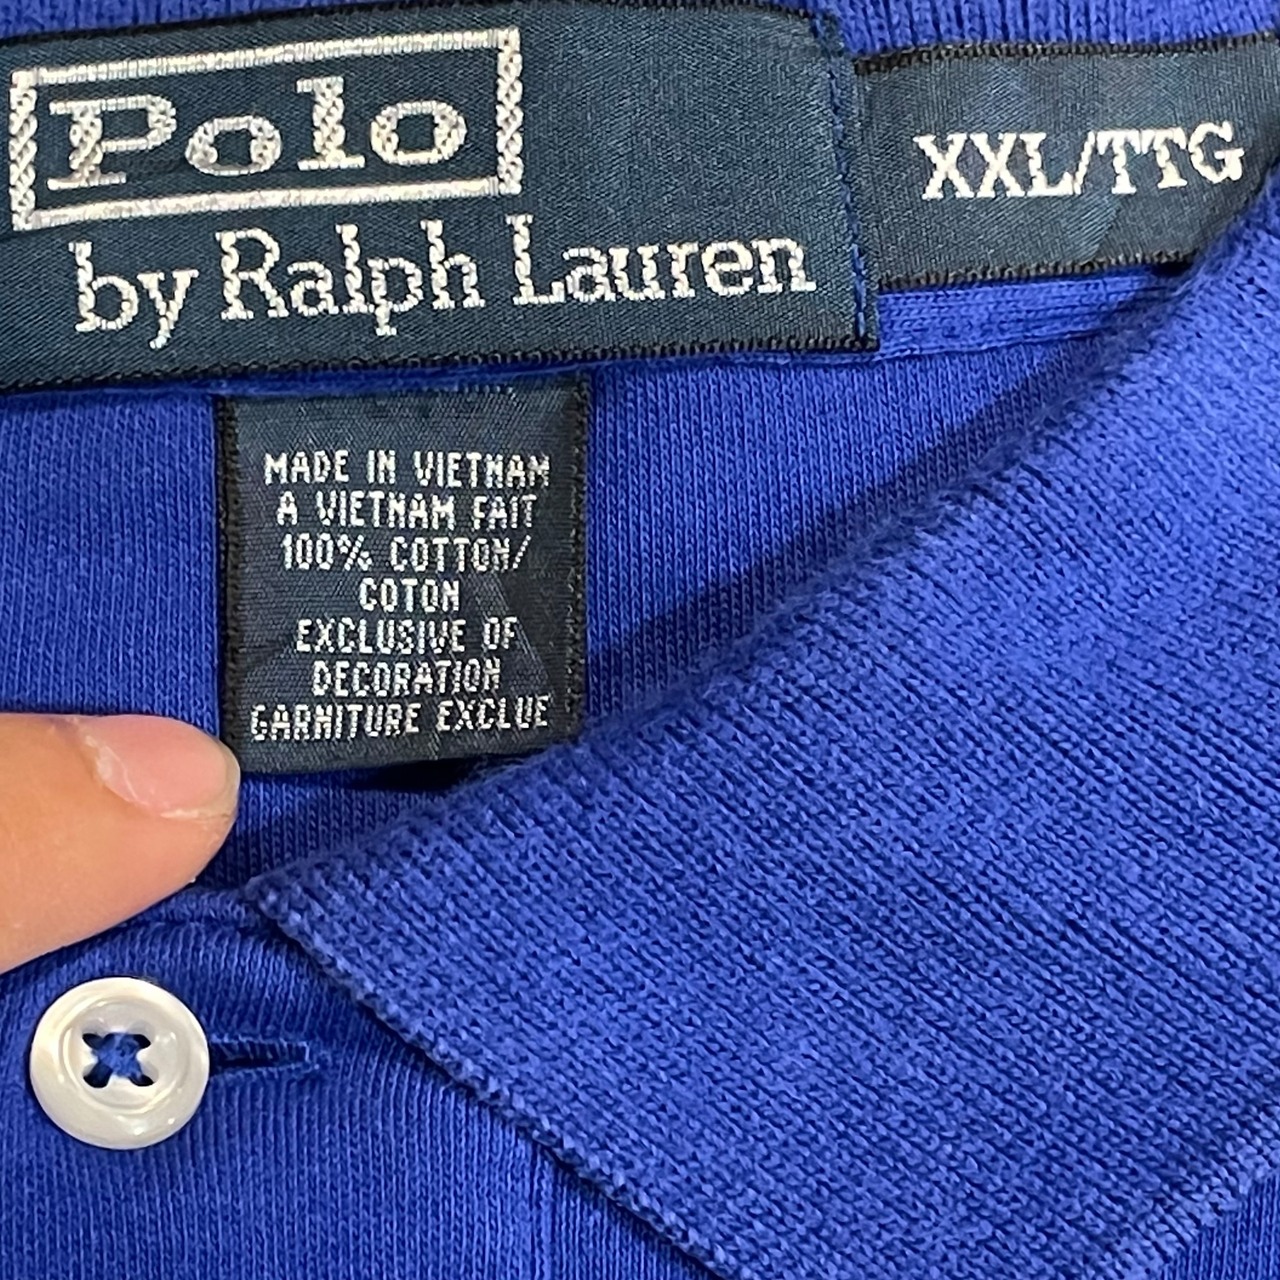 Polo
by Ralph Lauren
XXL/TTG
MADE IN VIETNAM
A VIETNAM FAIT
100% COTTON/
COTON
EXCLUSIVE OF
DECORATION
GARNITURE EXCLUE